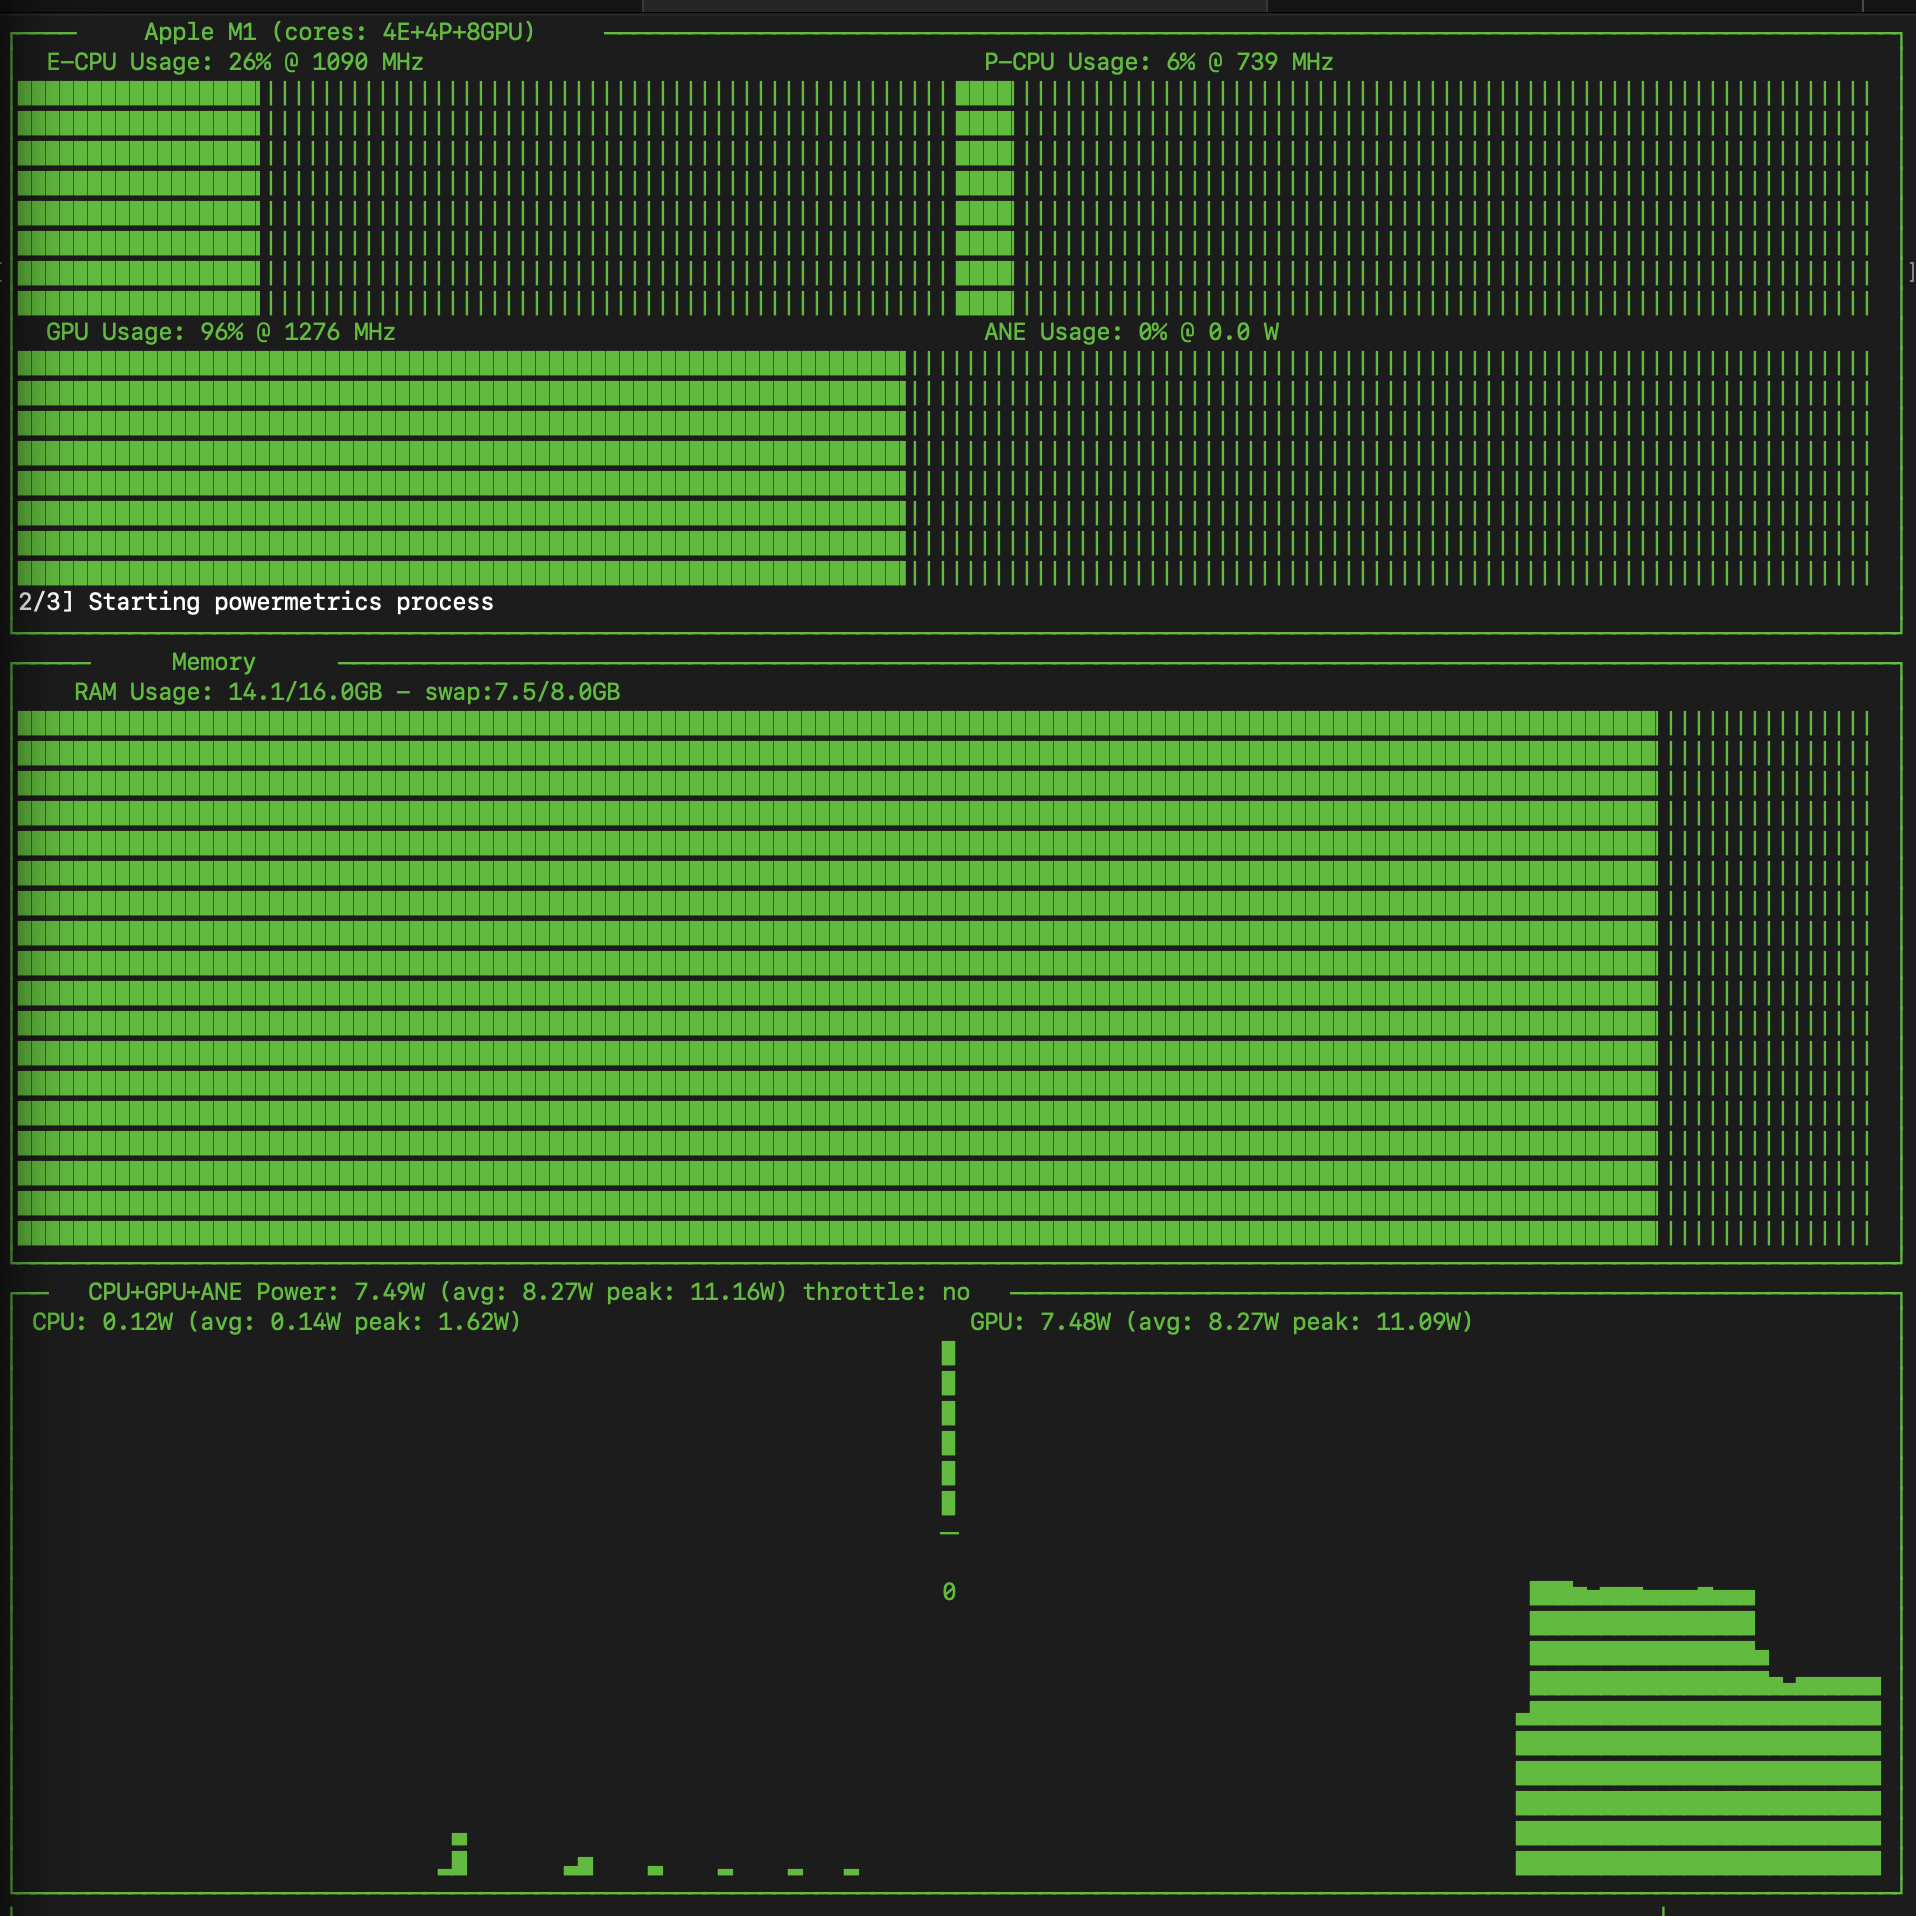 Apple M1 (cores: 4E+4P+8GPU)
E-CPU Usage: 26% @ 1090 MHz
P-CPU Usage: 6% @ 739 MHz
GPU Usage: 96% @ 1276 MHz
ANE Usage: 0% @ 0.0 W
2/3] Starting powermetrics process
Memory
RAM Usage: 14.1/16.0GB - swap:7.5/8.0GB
CPU+GPU+ANE Power: 7.49W (avg: 8.27W peak: 11.16W) throttle: no
CPU: 0.12W (avg: 0.14W peak: 1.62W)
GPU: 7.48W (avg: 8.27W peak: 11.09W)
0